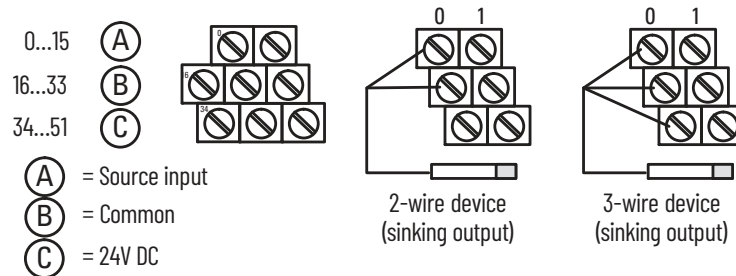 0 1
0 1
0...15 A
0
16...33 B
6
34...51 C
34
A = Source input
B = Common
C = 24V DC
2-wire device
(sinking output)
3-wire device
(sinking output)